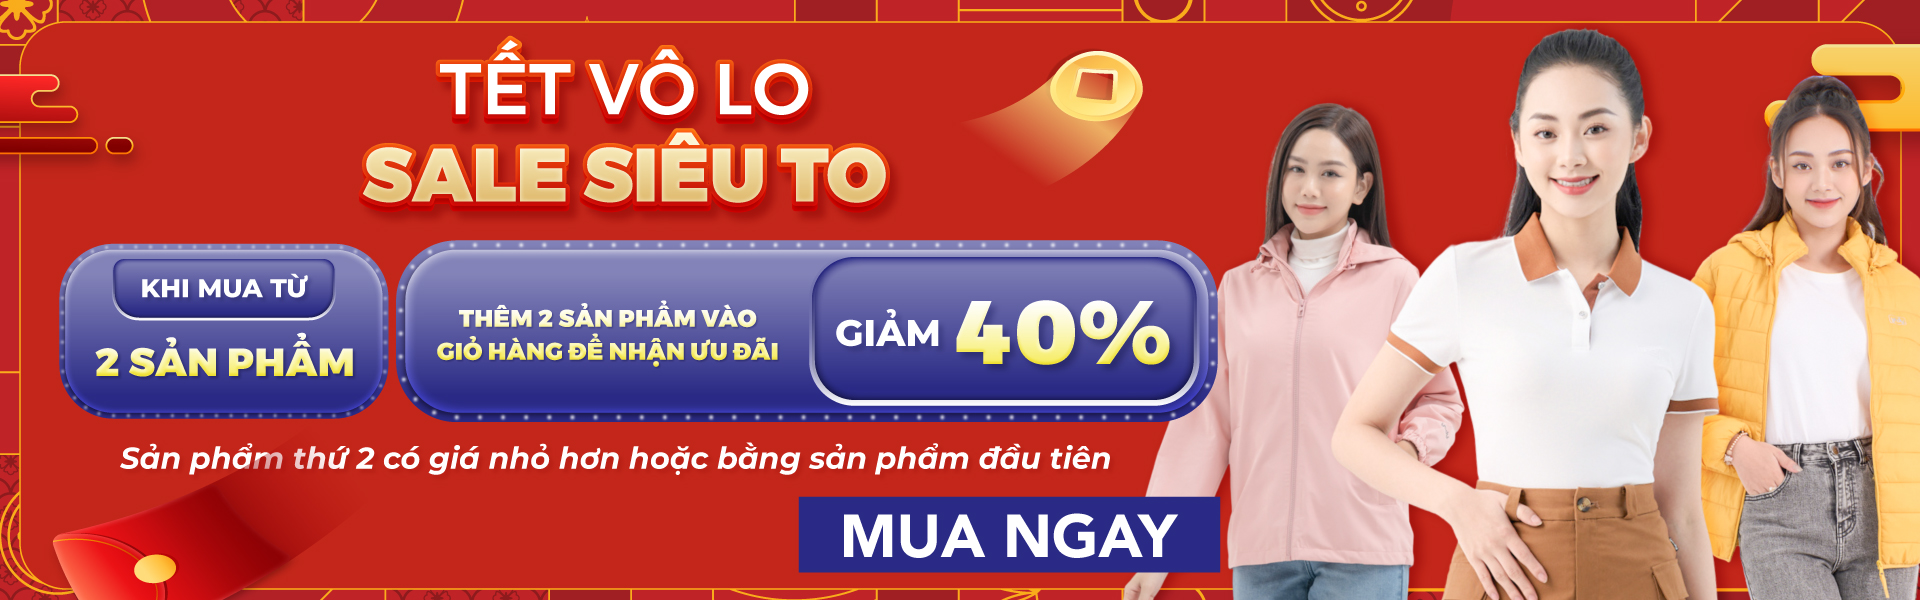 TẾT VÔ LO
SALE SIÊU TO
KHI MUA TỪ
2 SẢN PHẨM
THÊM 2 SẢN PHẨM VÀO
GIỎ HÀNG ĐỂ NHẬN ƯU ĐÃI
GIẢM 40%
Sản phẩm thứ 2 có giá nhỏ hơn hoặc bằng sản phẩm đầu tiên
MUA NGAY